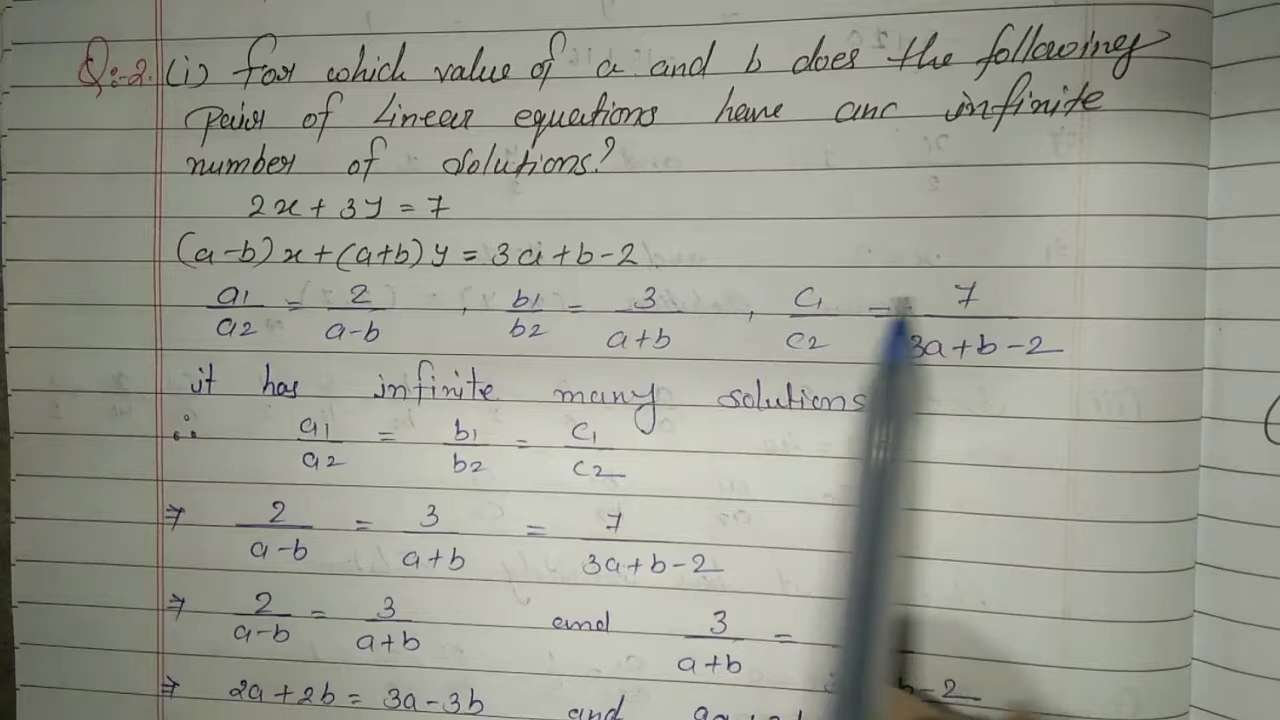 Q:-2. (i) for which value of a and b does the following
pair of linear equations have anc infinite
number of solutions?
2x + 3y = 7
(a-b)x + (a+b)y = 3a+b-2
a1/a2 = 2/a-b , b1/b2 = 3/a+b , c1/c2 = 7/3a+b-2
it has infinite many solutions
∴ a1/a2 = b1/b2 = c1/c2
⇒ 2/a-b = 3/a+b = 7/3a+b-2
⇒ 2/a-b = 3/a+b and 3/a+b = b-2
⇒ 2a+2b = 3a-3b and